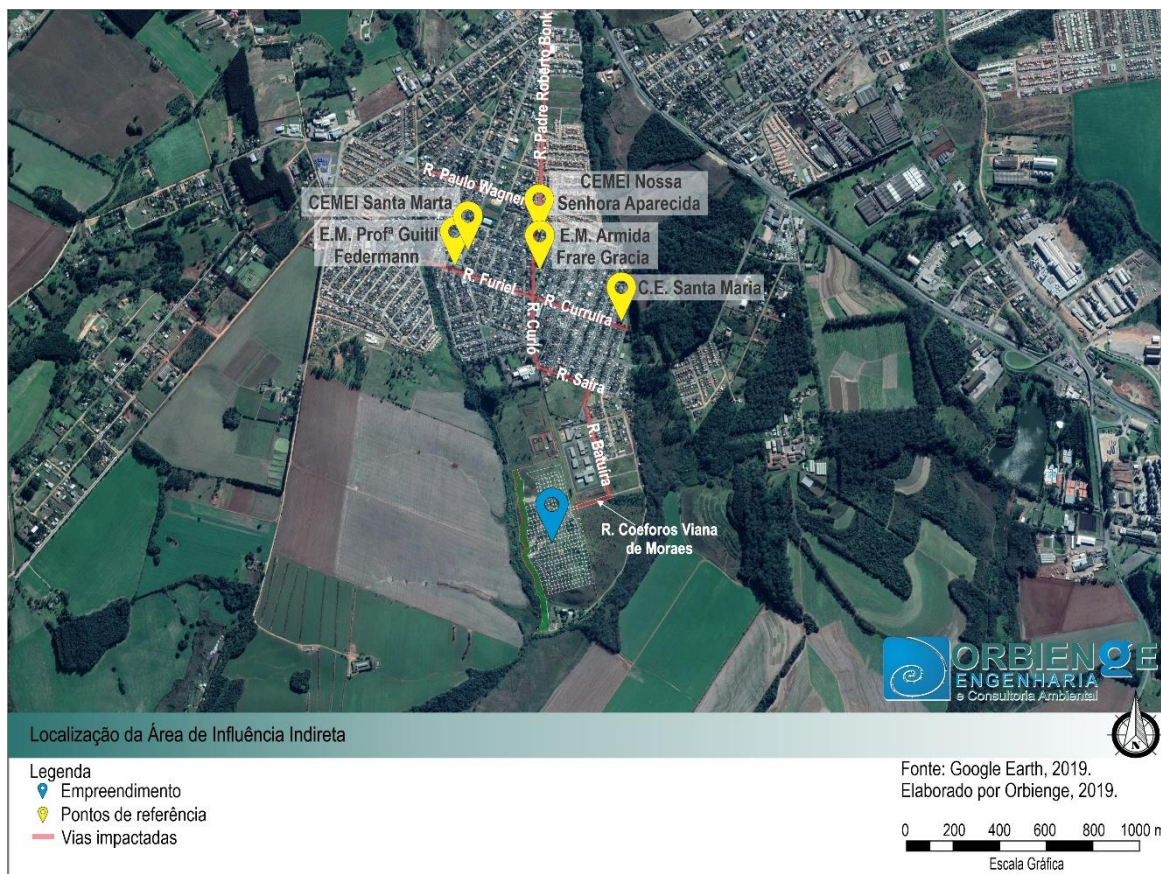 R. Padre Roberto Bonk
R. Paulo Wagner
CEMEI Nossa
Senhora Aparecida
CEMEI Santa Marta
E.M. Profª Guitil
Federmann
E.M. Armida
Frare Gracia
C.E. Santa Maria
R. Furiel
R. Curruíra
R. Cuitlo
R. Saíra
R. Batuíra
R. Coeforos Viana
de Moraes
ORBIENGE
ENGENHARIA
e Consultoria Ambiental
Localização da Área de Influência Indireta
N
Legenda
Empreendimento
Pontos de referência
Vias impactadas
Fonte: Google Earth, 2019.
Elaborado por Orbienge, 2019.
0 200 400 600 800 1000 m
Escala Gráfica